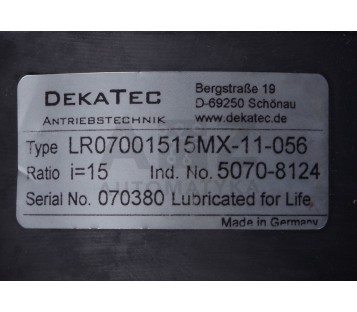 DEKATEC
ANTRIEBSTECHNIK
Bergstraße 19
D-69250 Schönau
www.dekatec.de
Type LR07001515MX-11-056
Ratio i=15 Ind. No. 5070-8124
Serial No. 070380 Lubricated for Life
Made in Germany
AUTOMATYKA